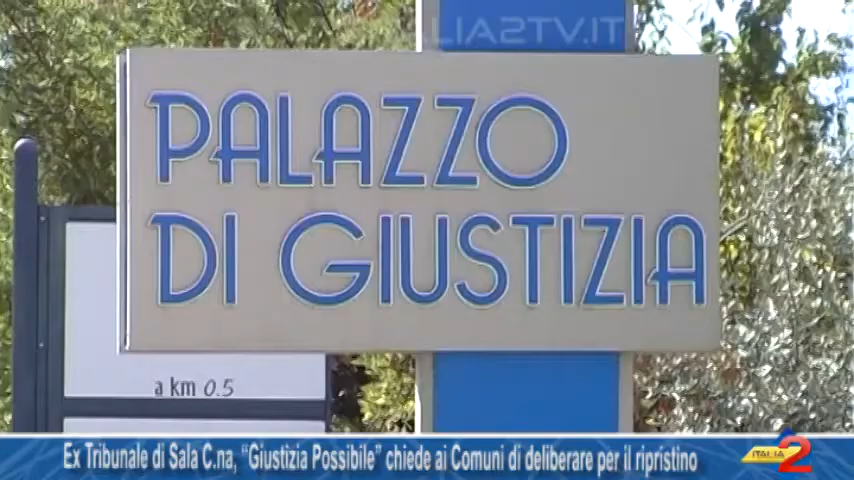 ITALIA2TV.IT
PALAZZO
DI GIUSTIZIA
a km 0.5
Ex Tribunale di Sala C.na, “Giustizia Possibile” chiede ai Comuni di deliberare per il ripristino
ITALIA 2